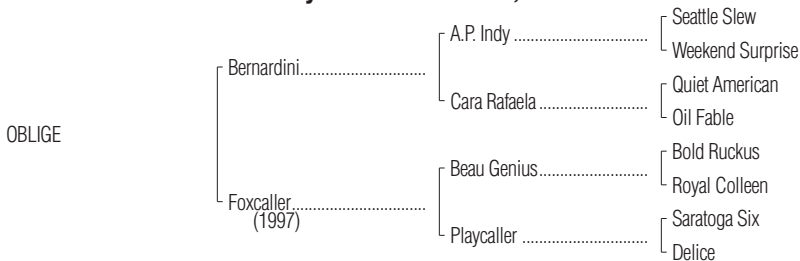 Seattle Slew
A.P. Indy ..................................
Weekend Surprise
Bernardini................................
Quiet American
Cara Rafaela ...........................
Oil Fable
OBLIGE
Bold Ruckus
Beau Genius...........................
Royal Colleen
Foxcaller..................................
(1997)
Saratoga Six
Playcaller ................................
Delice